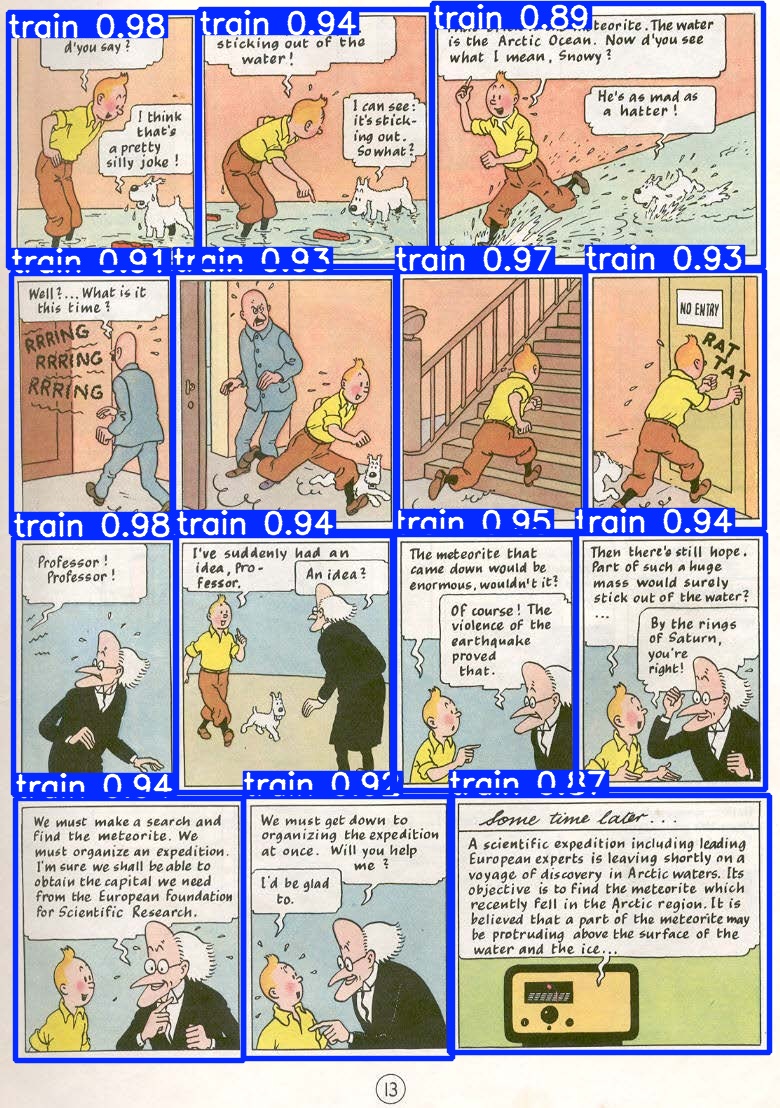 train 0.98
d'you say?
I think
that's
a pretty
silly joke!
train 0.94
sticking out of the
water!
I can see:
it's stick-
ing out.
So what?
train 0.89
meteorite. The water
is the Arctic Ocean. Now d'you see
what I mean, Snowy?
He's as mad as
a hatter!
train 0.91
Well?... What is it
this time?
RRRING
RRRING
RRRING
train 0.93
train 0.97
train 0.93
NO ENTRY
RAT
TAT
train 0.98
Professor!
Professor!
train 0.94
I've suddenly had an
idea, Pro-
fessor.
An idea?
train 0.95
The meteorite that
came down would be
enormous, wouldn't it?
Of course! The
violence of the
earthquake
proved
that.
train 0.94
Then there's still hope.
Part of such a huge
mass would surely
stick out of the water?
...
By the rings
of Saturn,
you're
right!
train 0.94
We must make a search and
find the meteorite. We
must organize an expedition.
I'm sure we shall be able to
obtain the capital we need
from the European Foundation
for Scientific Research.
train 0.92
We must get down to
organizing the expedition
at once. Will you help
me?
I'd be glad
to.
train 0.87
Some time later...
A scientific expedition including leading
European experts is leaving shortly on a
voyage of discovery in Arctic waters. Its
objective is to find the meteorite which
recently fell in the Arctic region. It is
believed that a part of the meteorite may
be protruding above the surface of the
water and the ice...
13